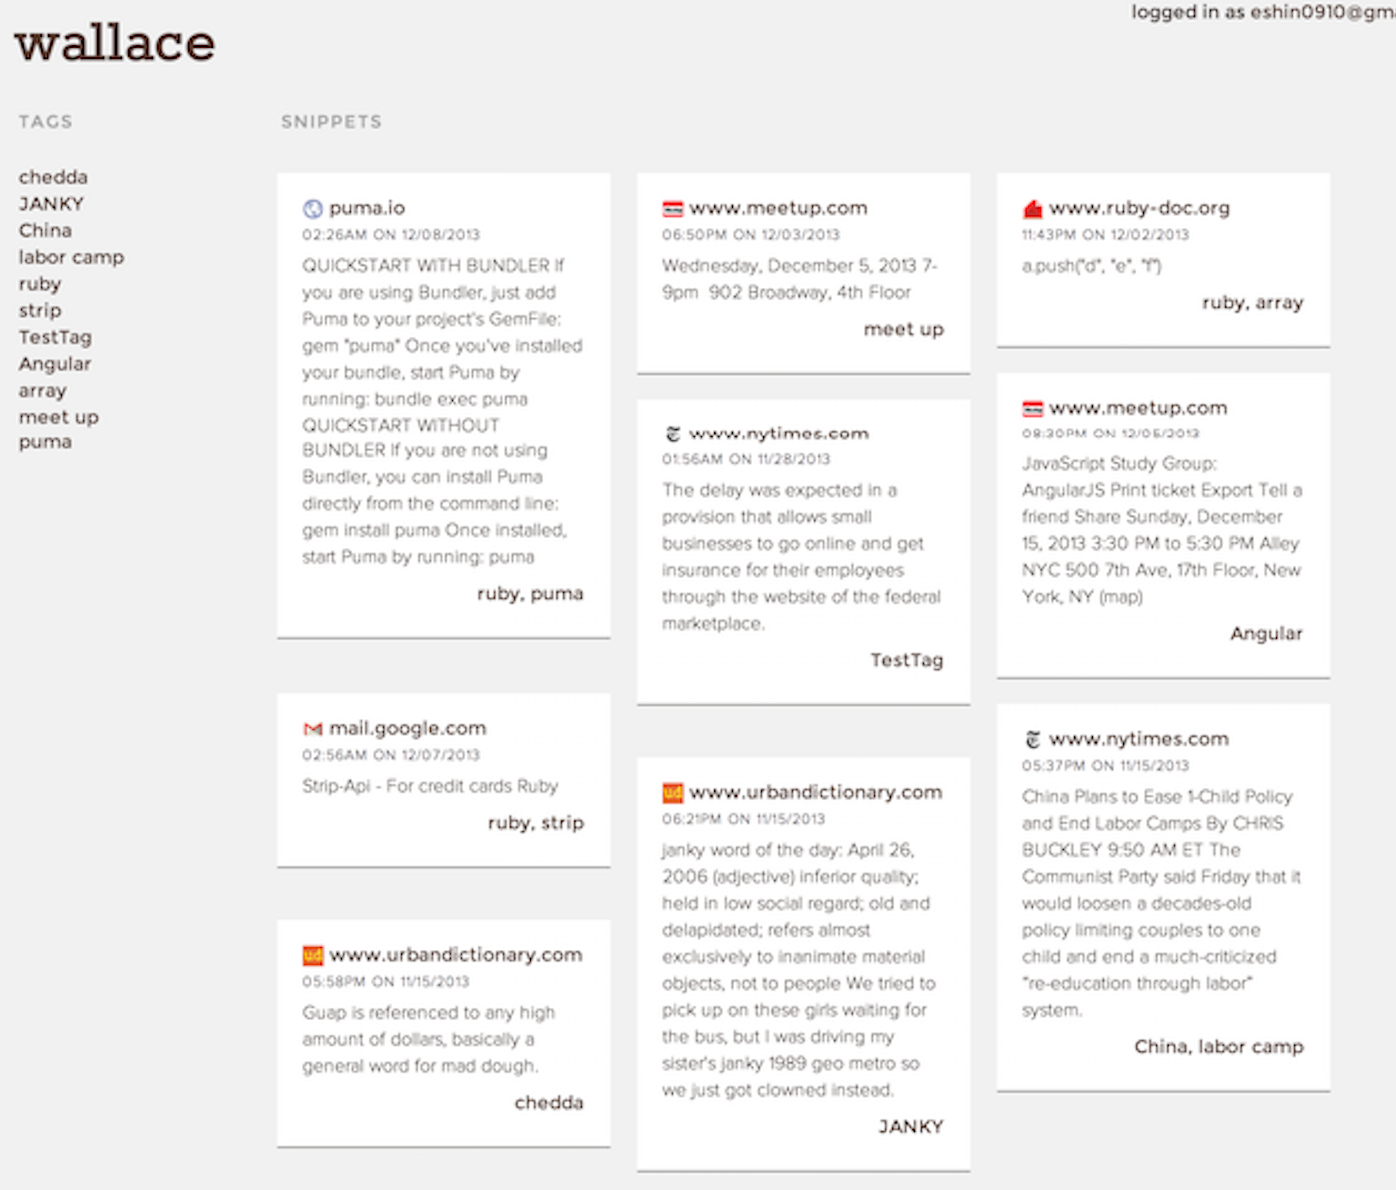 logged in as eshin0910@gm
wallace
TAGS
chedda
JANKY
China
labor camp
ruby
strip
TestTag
Angular
array
meet up
puma
SNIPPETS
puma.io
02:26AM ON 12/08/2013
QUICKSTART WITH BUNDLER If
you are using Bundler, just add
Puma to your project's GemFile:
gem "puma" Once you've installed
your bundle, start Puma by
running: bundle exec puma
QUICKSTART WITHOUT
BUNDLER If you are not using
Bundler, you can install Puma
directly from the command line:
gem install puma Once installed,
start Puma by running: puma
ruby, puma
mail.google.com
02:56AM ON 12/07/2013
Strip-Api - For credit cards Ruby
ruby, strip
ud www.urbandictionary.com
05:58PM ON 11/15/2013
Guap is referenced to any high
amount of dollars, basically a
general word for mad dough.
chedda
www.meetup.com
06:50PM ON 12/03/2013
Wednesday, December 5, 2013 7-
9pm 902 Broadway, 4th Floor
meet up
www.nytimes.com
01:56AM ON 11/28/2013
The delay was expected in a
provision that allows small
businesses to go online and get
insurance for their employees
through the website of the federal
marketplace.
TestTag
ud www.urbandictionary.com
06:21PM ON 11/15/2013
janky word of the day: April 26,
2006 (adjective) inferior quality;
held in low social regard; old and
delapidated; refers almost
exclusively to inanimate material
objects, not to people We tried to
pick up on these girls waiting for
the bus, but I was driving my
sister's janky 1989 geo metro so
we just got clowned instead.
JANKY
www.ruby-doc.org
11:43PM ON 12/02/2013
a.push("d", "e", "f")
ruby, array
www.meetup.com
08:30PM ON
JavaScript Study Group:
AngularJS Print ticket Export Tell a
friend Share Sunday, December
15, 2013 3:30 PM to 5:30 PM Alley
NYC 500 7th Ave, 17th Floor, New
York, NY (map)
Angular
www.nytimes.com
05:37PM ON 11/15/2013
China Plans to Ease 1-Child Policy
and End Labor Camps By CHRIS
BUCKLEY 9:50 AM ET The
Communist Party said Friday that it
would loosen a decades-old
policy limiting couples to one
child and end a much-criticized
"re-education through labor"
system.
China, labor camp